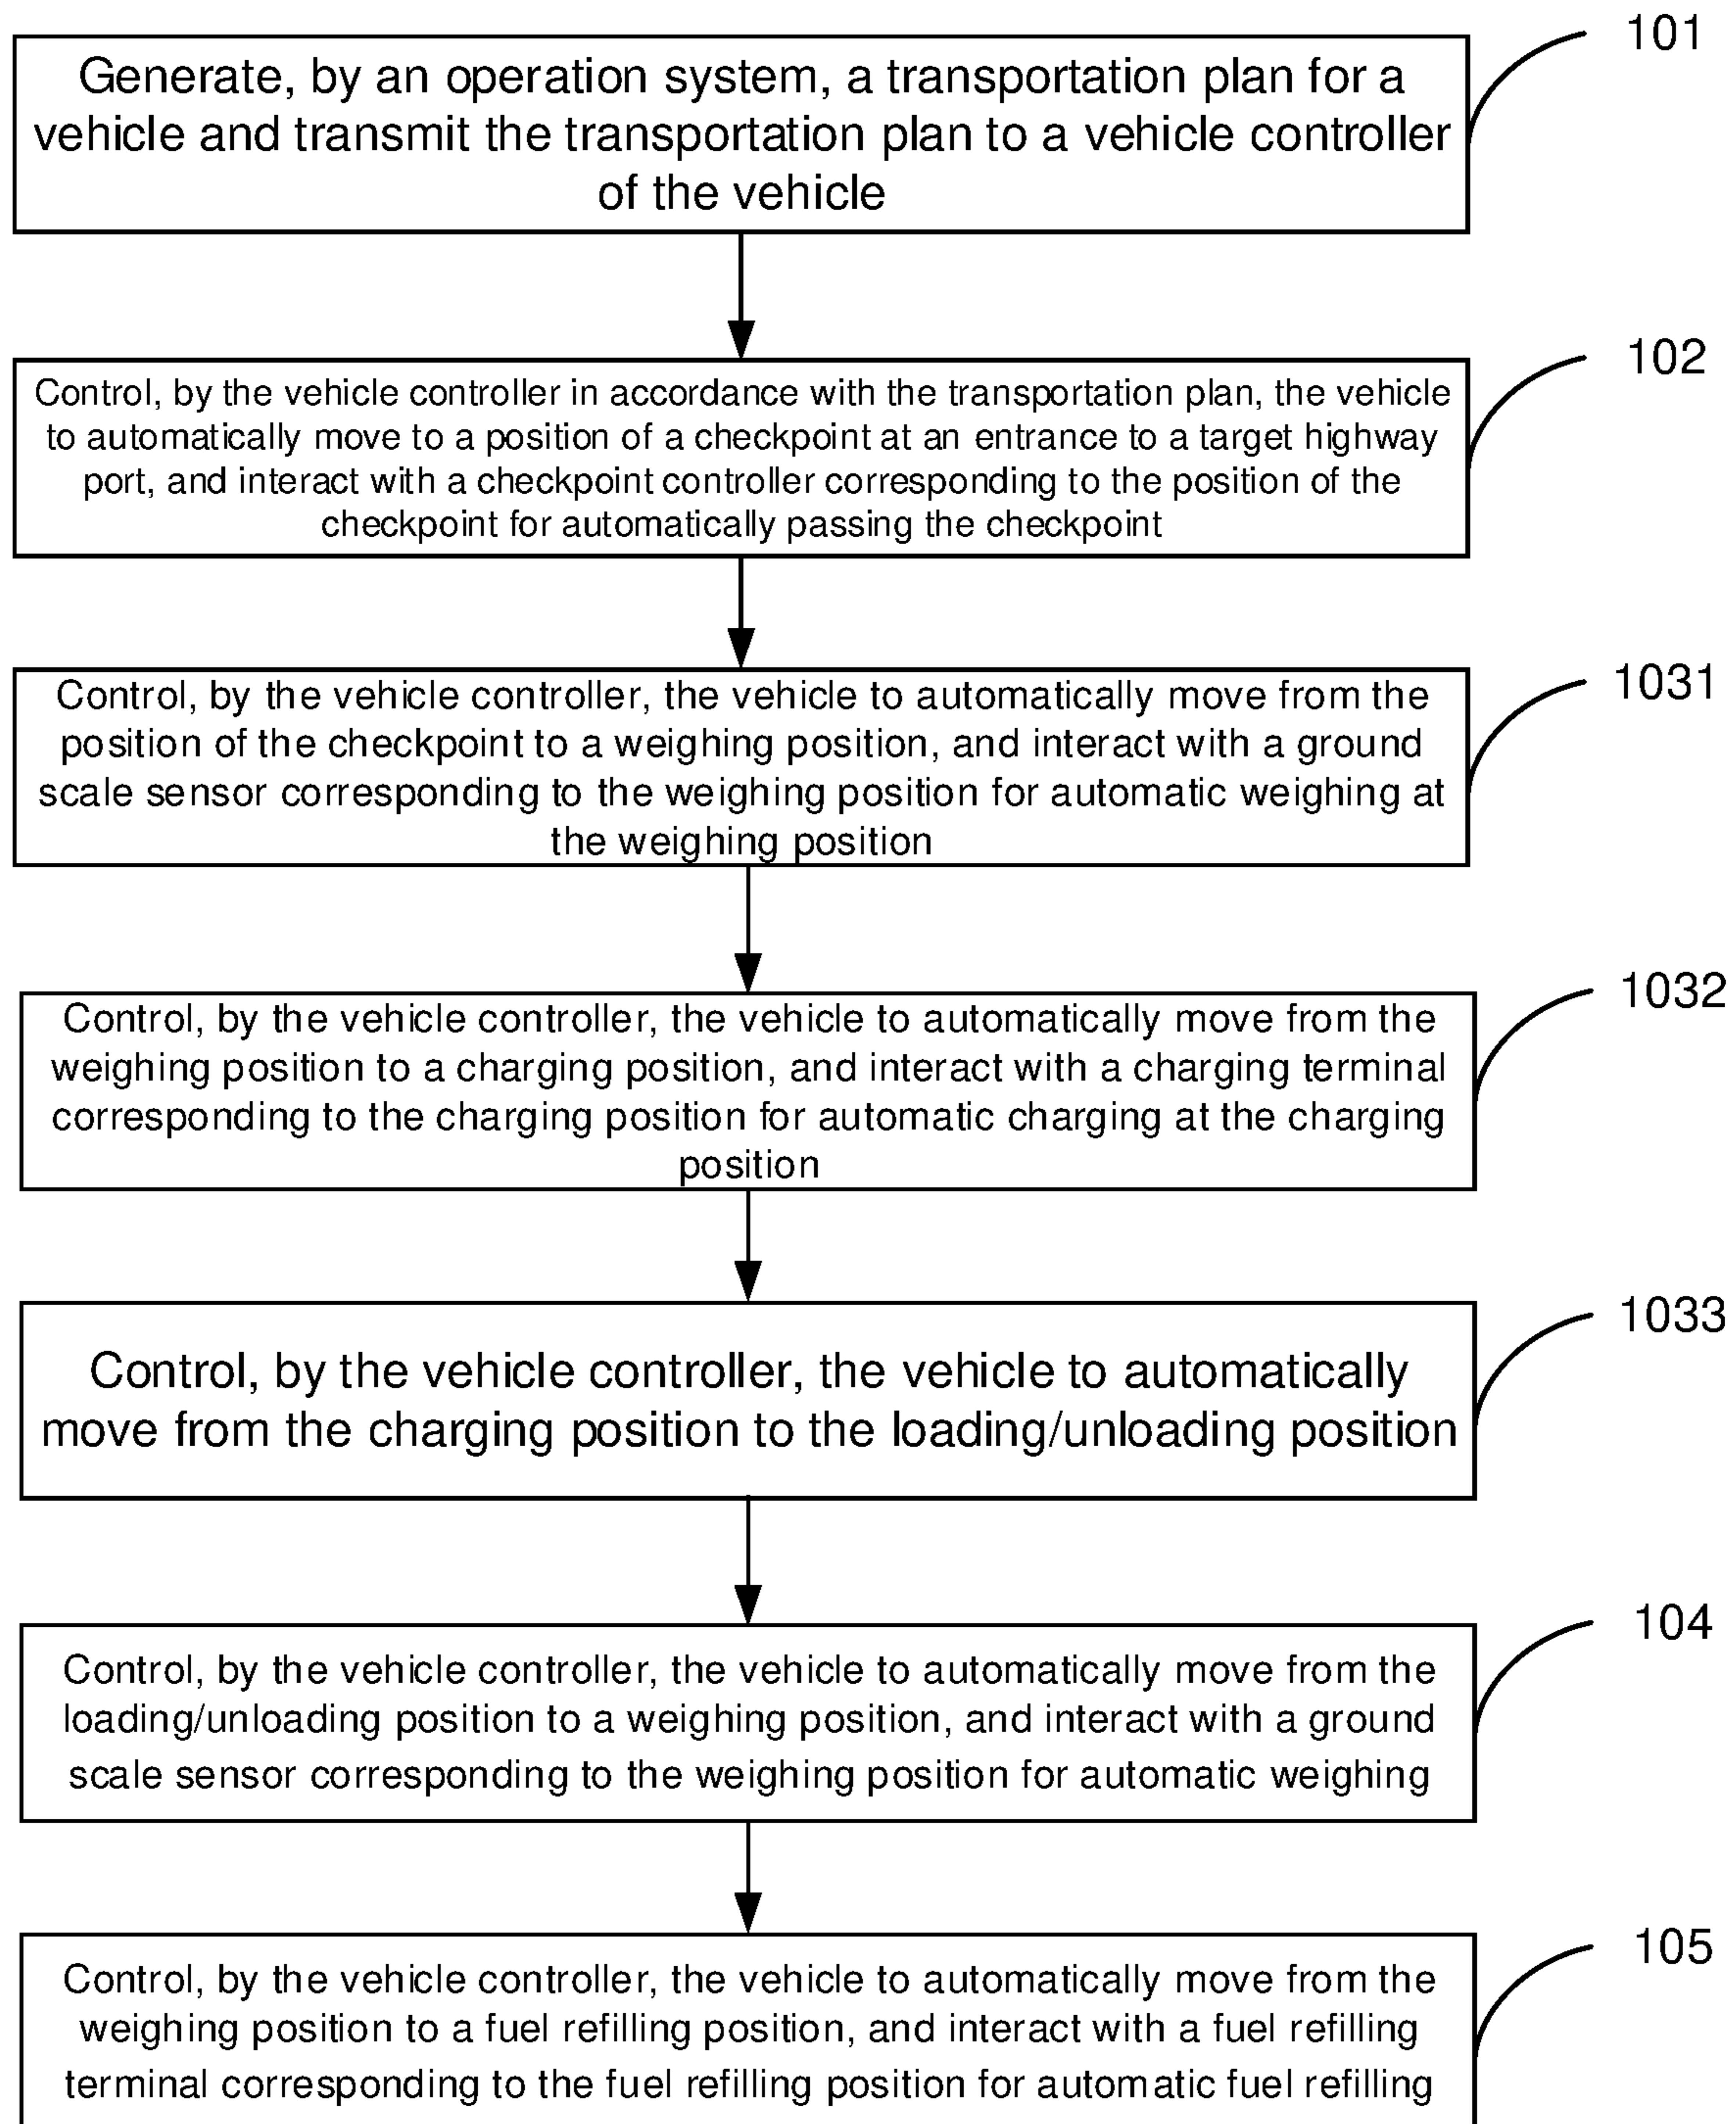 101
Generate, by an operation system, a transportation plan for a
vehicle and transmit the transportation plan to a vehicle controller
of the vehicle
102
Control, by the vehicle controller in accordance with the transportation plan, the vehicle
to automatically move to a position of a checkpoint at an entrance to a target highway
port, and interact with a checkpoint controller corresponding to the position of the
checkpoint for automatically passing the checkpoint
1031
Control, by the vehicle controller, the vehicle to automatically move from the
position of the checkpoint to a weighing position, and interact with a ground
scale sensor corresponding to the weighing position for automatic weighing at
the weighing position
1032
Control, by the vehicle controller, the vehicle to automatically move from the
weighing position to a charging position, and interact with a charging terminal
corresponding to the charging position for automatic charging at the charging
position
1033
Control, by the vehicle controller, the vehicle to automatically
move from the charging position to the loading/unloading position
104
Control, by the vehicle controller, the vehicle to automatically move from the
loading/unloading position to a weighing position, and interact with a ground
scale sensor corresponding to the weighing position for automatic weighing
105
Control, by the vehicle controller, the vehicle to automatically move from the
weighing position to a fuel refilling position, and interact with a fuel refilling
terminal corresponding to the fuel refilling position for automatic fuel refilling